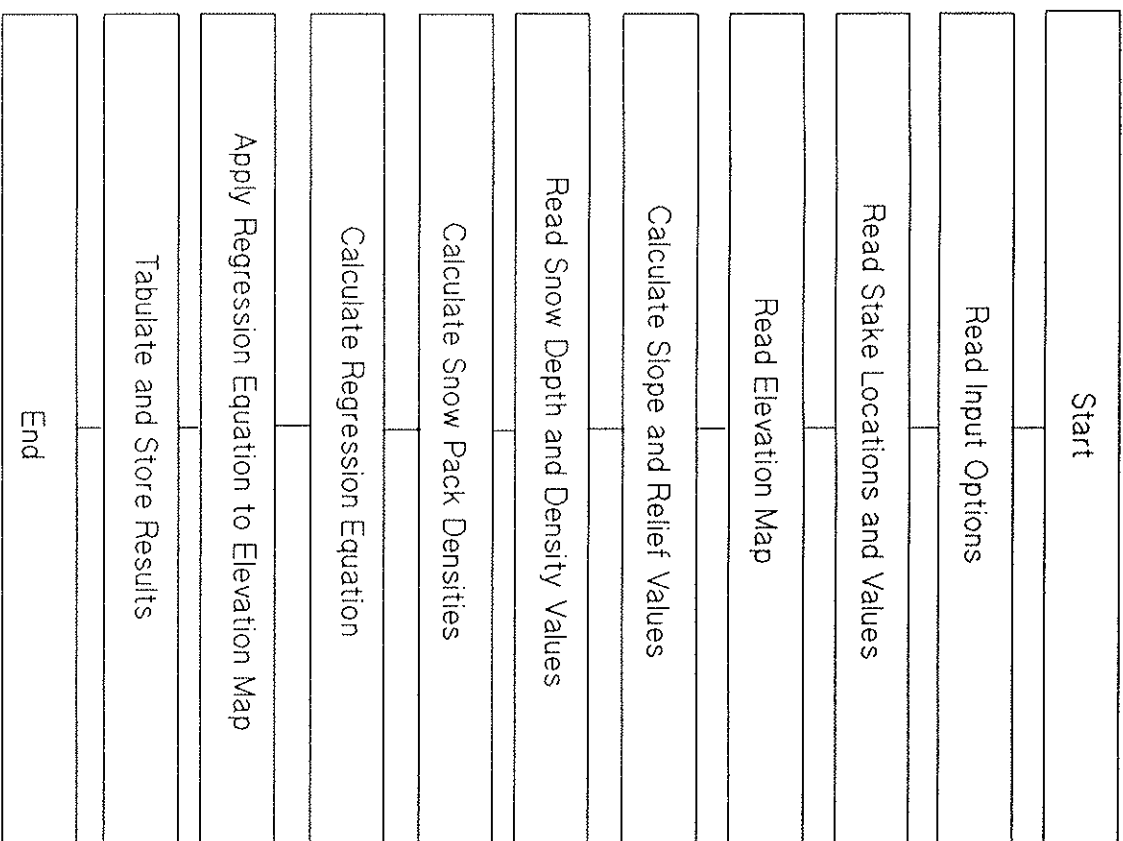 Start
Read Input Options
Read Stake Locations and Values
Read Elevation Map
Calculate Slope and Relief Values
Read Snow Depth and Density Values
Calculate Snow Pack Densities
Calculate Regression Equation
Apply Regression Equation to Elevation Map
Tabulate and Store Results
End